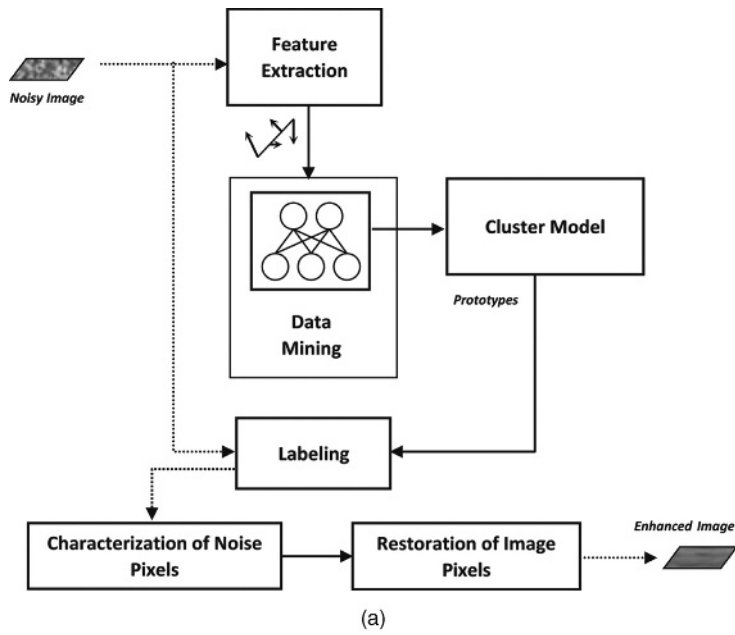 Feature
Extraction
Noisy Image
Cluster Model
Data
Mining
Prototypes
Labeling
Characterization of Noise
Pixels
Restoration of Image
Pixels
Enhanced Image
(a)